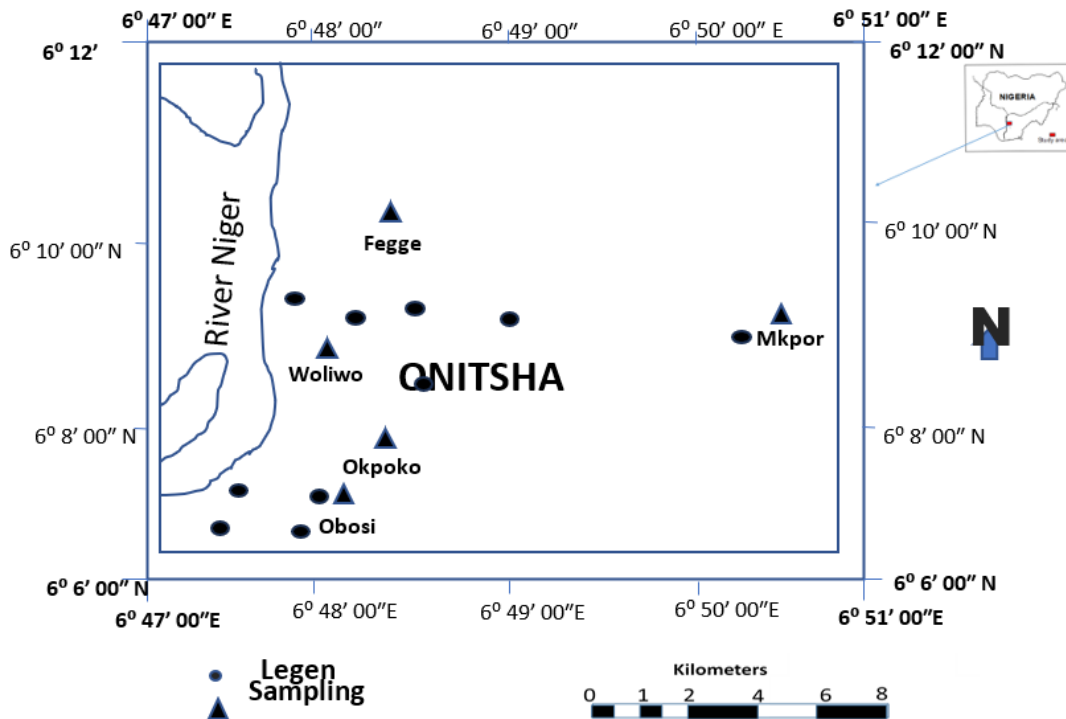 6⁰ 47′ 00″ E
6⁰ 48′ 00″ E
6⁰ 49′ 00″
6⁰ 50′ 00″ E
6⁰ 51′ 00″ E
6⁰ 12′
6⁰ 12′ 00″ N
NIGERIA
Study area
River Niger
Fegge
6⁰ 10′ 00″ N
6⁰ 10′ 00″ N
N
Mkpor
Woliwo
ONITSHA
6⁰ 8′ 00″ N
6⁰ 8′ 00″ N
Okpoko
Obosi
6⁰ 6′ 00″ N
6⁰ 6′ 00″ N
6⁰ 47′ 00″E
6⁰ 48′ 00″E
6⁰ 49′ 00″E
6⁰ 50′ 00″E
6⁰ 51′ 00″E
Legen
Sampling
Kilometers
0 1 2 4 6 8